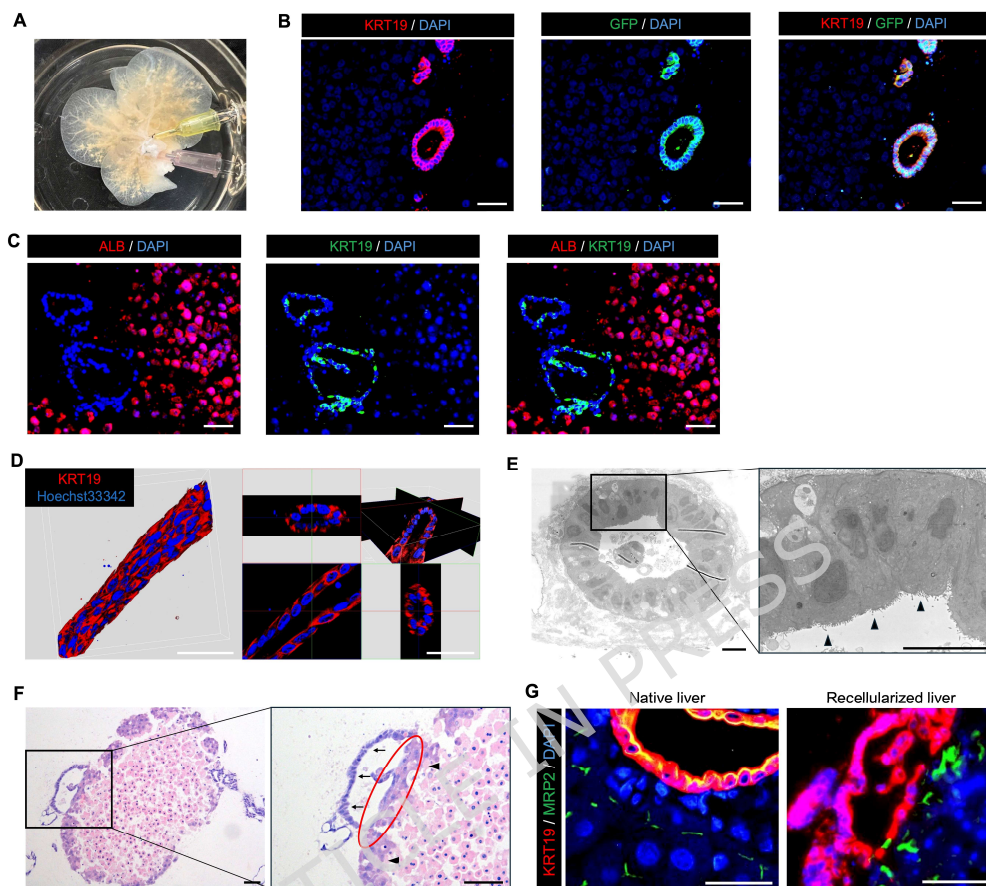 A
B
KRT19 / DAPI
GFP / DAPI
KRT19 / GFP / DAPI
C
ALB / DAPI
KRT19 / DAPI
ALB / KRT19 / DAPI
D
KRT19
Hoechst33342
E
F
G
Native liver
Recellularized liver
KRT19 / MRP2 / DAPI
TICLE IN PRESS